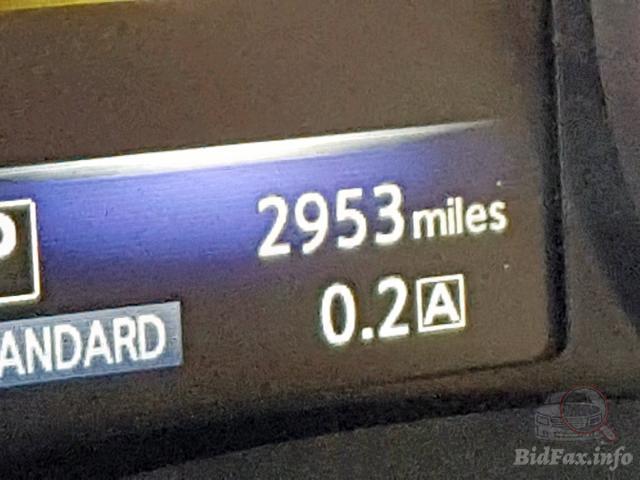 2953 miles
P
0.2 A
ANDARD
BidFax.info